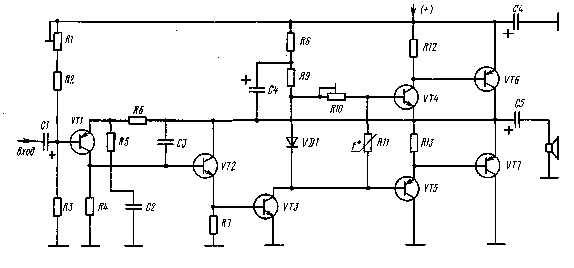 (+)
C4
R1
R8
R12
R2
R9
C4
VT6
R10
VT4
C1
VT1
R6
C5
Вход
R5
C3
VD1
t°
R11
R13
VT2
VT7
R3
R4
C2
R7
VT3
VT5